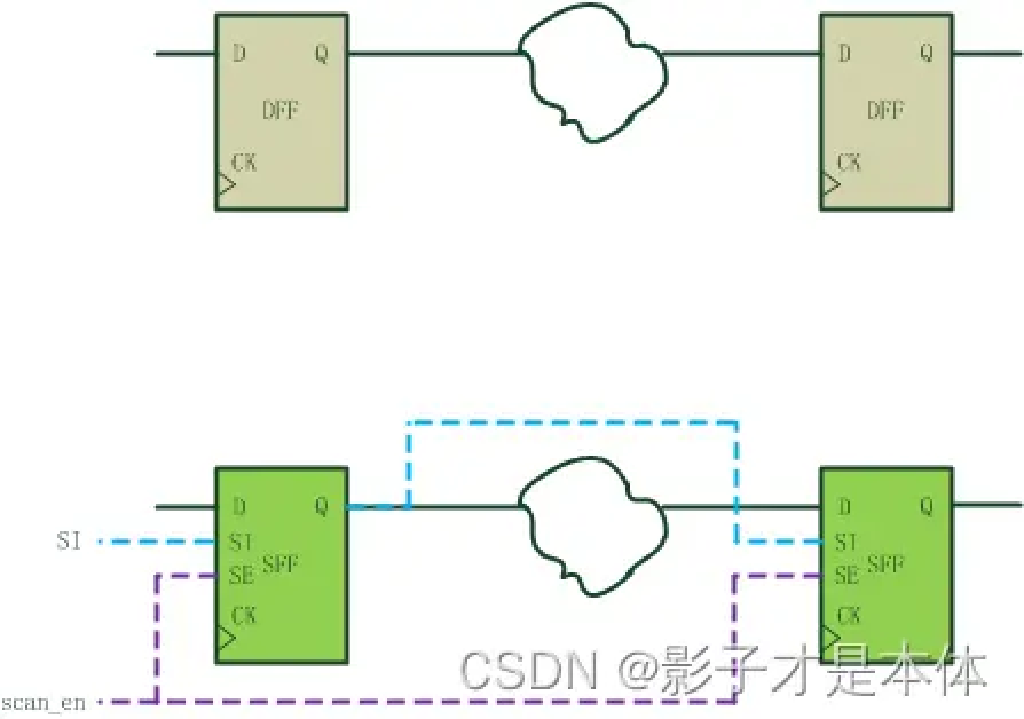 D Q D Q
DFF DFF
CK CK
D Q D Q
SI SI SI
SFF SFF
SE SE
CK CK
CSDN @影子才是本体
scan_en